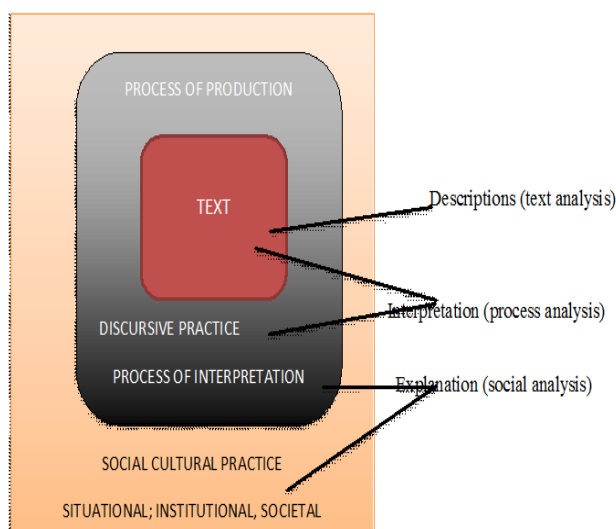 PROCESS OF PRODUCTION
TEXT
Descriptions (text analysis)
Interpretation (process analysis)
DISCURSIVE PRACTICE
PROCESS OF INTERPRETATION
Explanation (social analysis)
SOCIAL CULTURAL PRACTICE
SITUATIONAL; INSTITUTIONAL, SOCIETAL